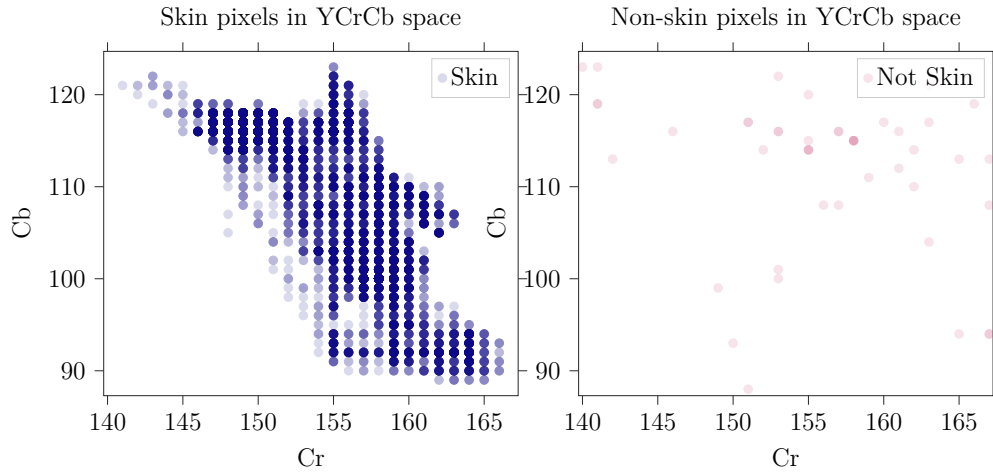 Skin pixels in YCrCb space
Skin
120
110
100
90
Cb
140 145 150 155 160 165
Cr
Non-skin pixels in YCrCb space
Not Skin
120
110
100
90
Cb
140 145 150 155 160 165
Cr